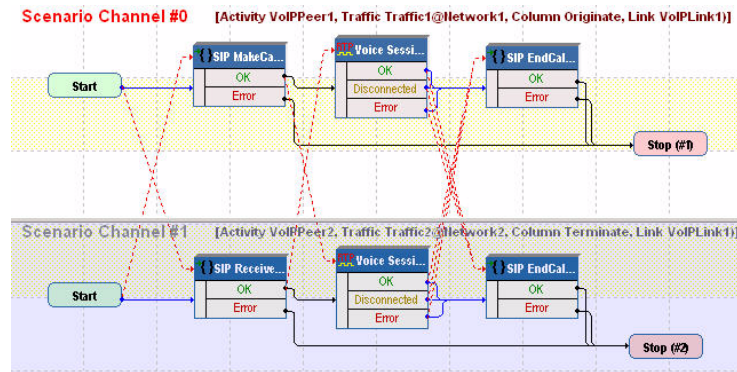 Scenario Channel #0 [Activity VoIPPeer1, Traffic Traffic1@Network1, Column Originate, Link VoIPLink1)]
{}SIP MakeCa... Voice Sessi... {}SIP EndCal...
OK OK OK
Start Disconnected
Error Error Error
Stop (#1)
Scenario Channel #1 [Activity VoIPPeer2, Traffic Traffic2@Network2, Column Terminate, Link VoIPLink1)]
{}SIP Receive... Voice Sessi... {}SIP EndCal...
OK OK OK
Start Disconnected
Error Error Error
Stop (#2)